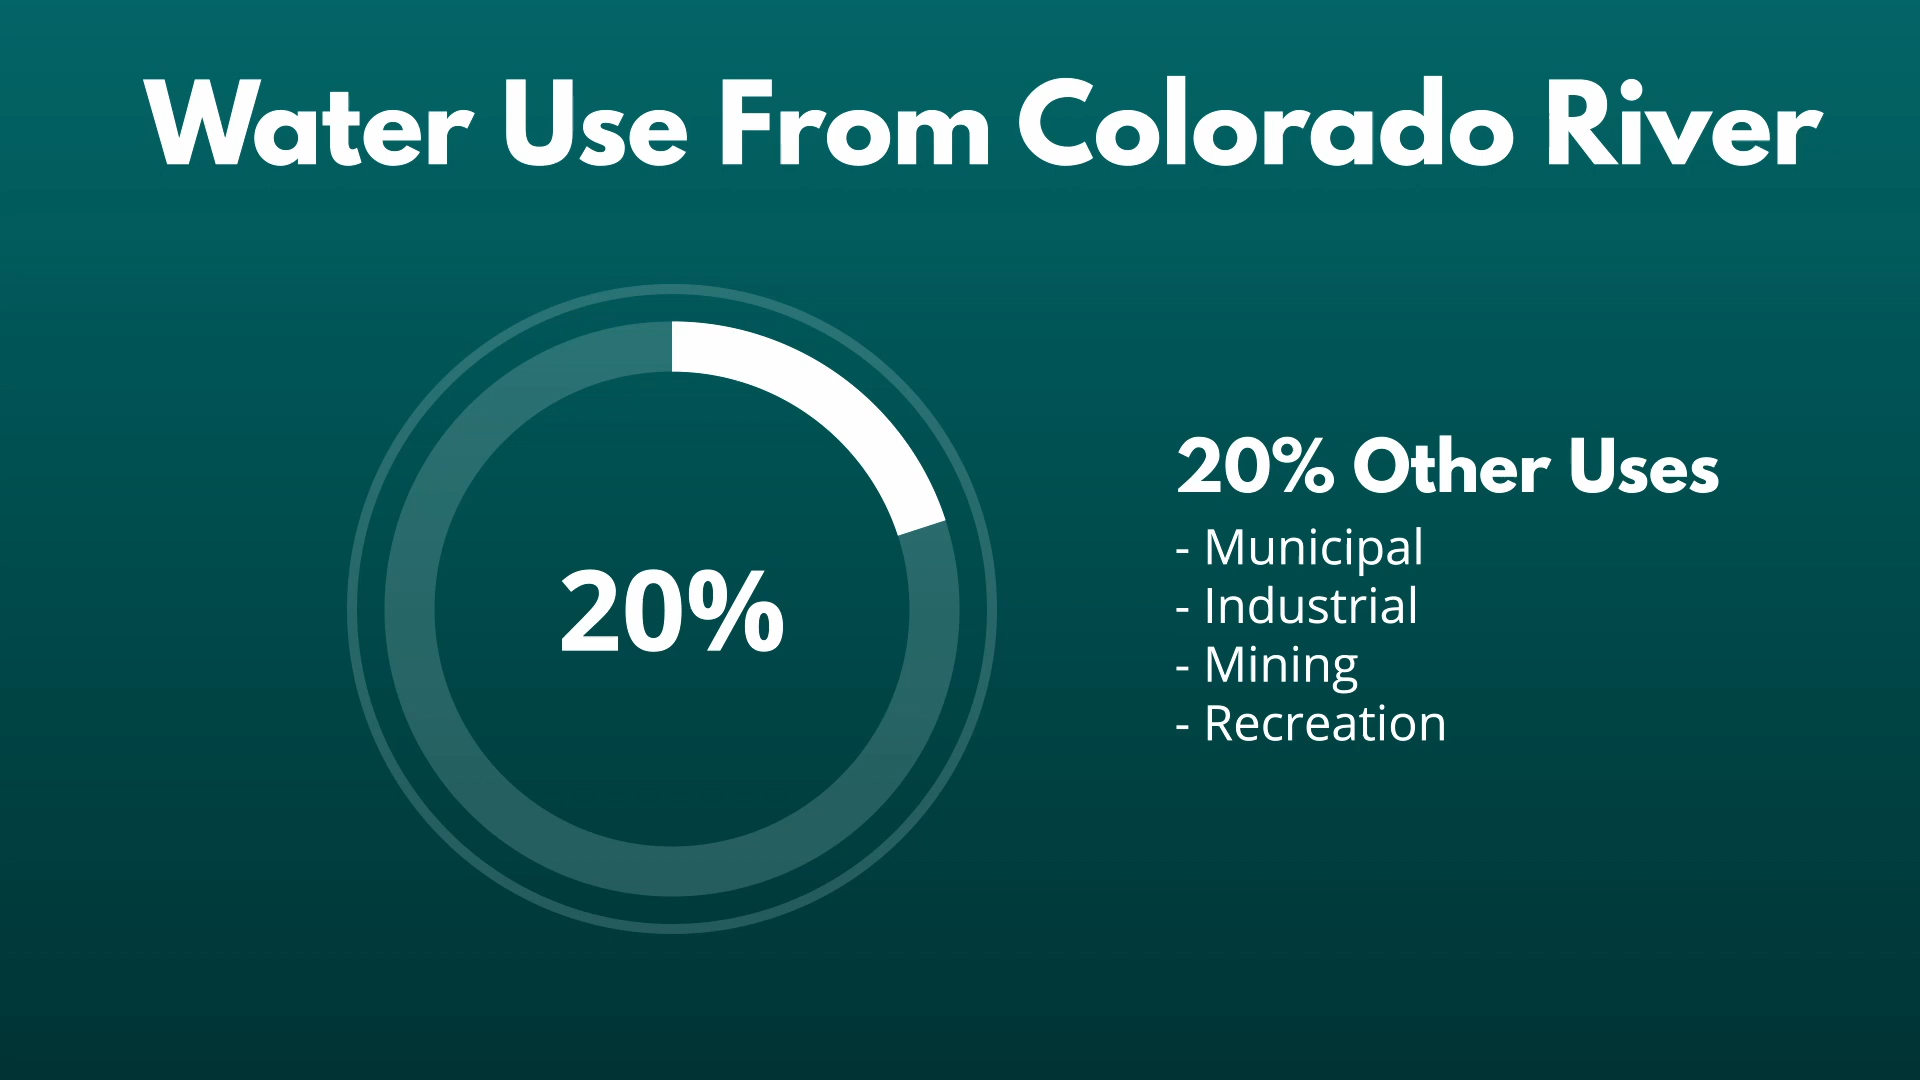 Water Use From Colorado River
20%
20% Other Uses
- Municipal
- Industrial
- Mining
- Recreation